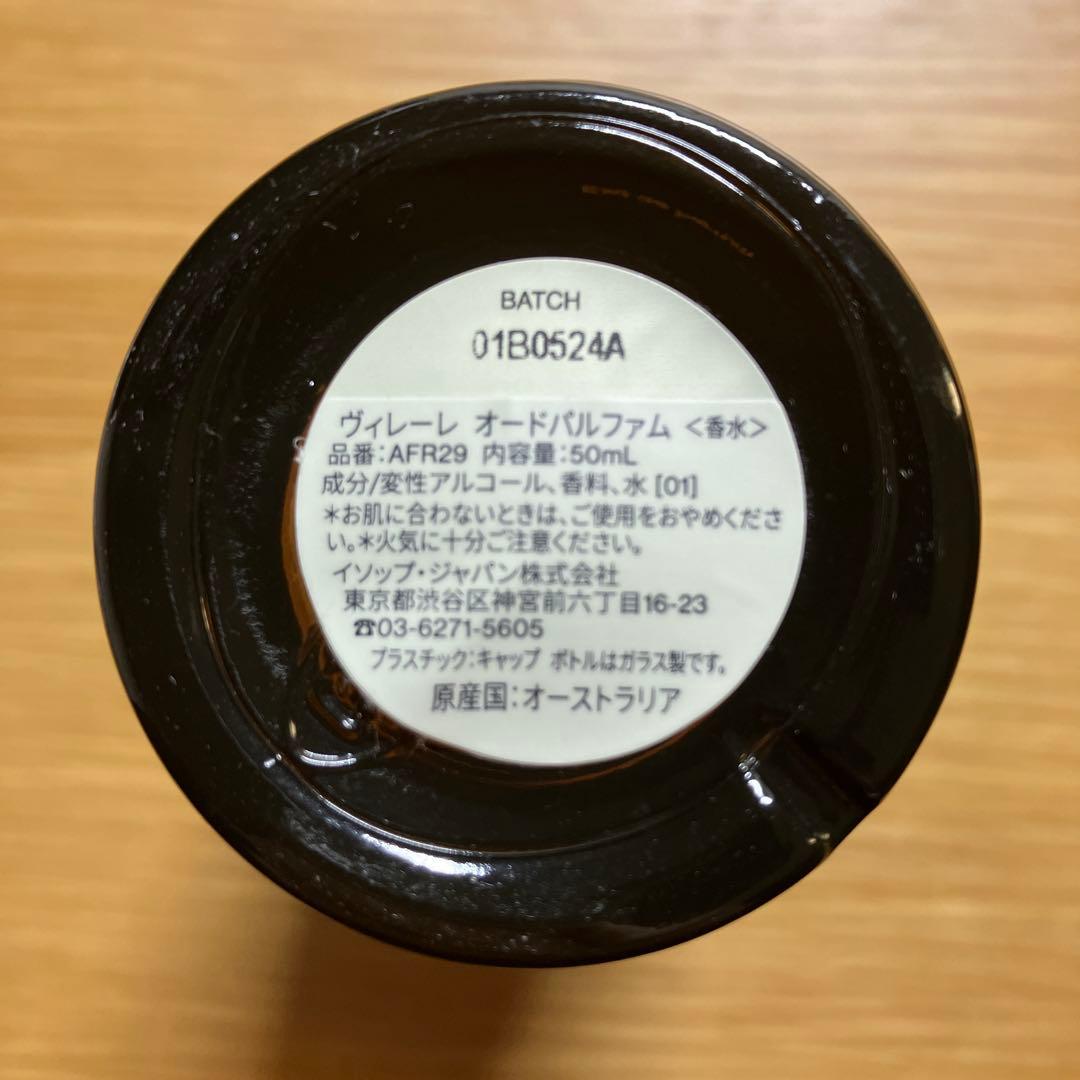 BATCH
01B0524A
ヴィレーレ オードパルファム <香水>
品番:AFR29 内容量:50mL
成分/変性アルコール、香料、水 [01]
*お肌に合わないときは、ご使用をおやめくださ
い。*火気に十分ご注意ください。
イソップ・ジャパン株式会社
東京都渋谷区神宮前六丁目16-23
☎03-6271-5605
プラスチック:キャップ ボトルはガラス製です。
原産国:オーストラリア